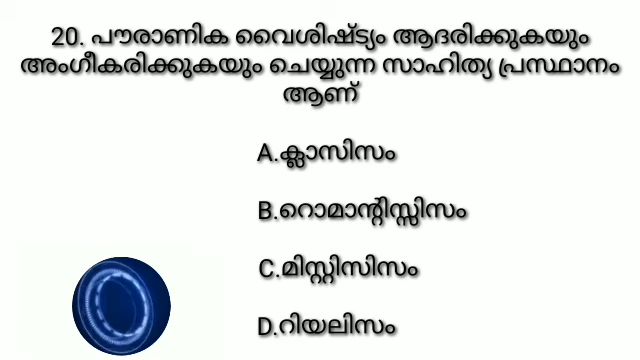 20. പൗരാണിക വൈശിഷ്ട്യം ആദരിക്കുകയും
അംഗീകരിക്കുകയും ചെയ്യുന്ന സാഹിത്യ പ്രസ്ഥാനം
ആണ്
A.ക്ലാസിസം
B.റൊമാന്റിസ്സിസം
C.മിസ്റ്റിസിസം
D.റിയലിസം